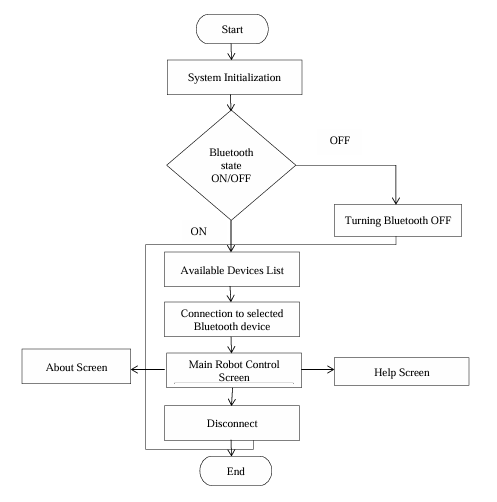 Start
System Initialization
OFF
Bluetooth
state
ON/OFF
Turning Bluetooth OFF
ON
Available Devices List
Connection to selected
Bluetooth device
About Screen
Main Robot Control
Screen
Help Screen
Disconnect
End